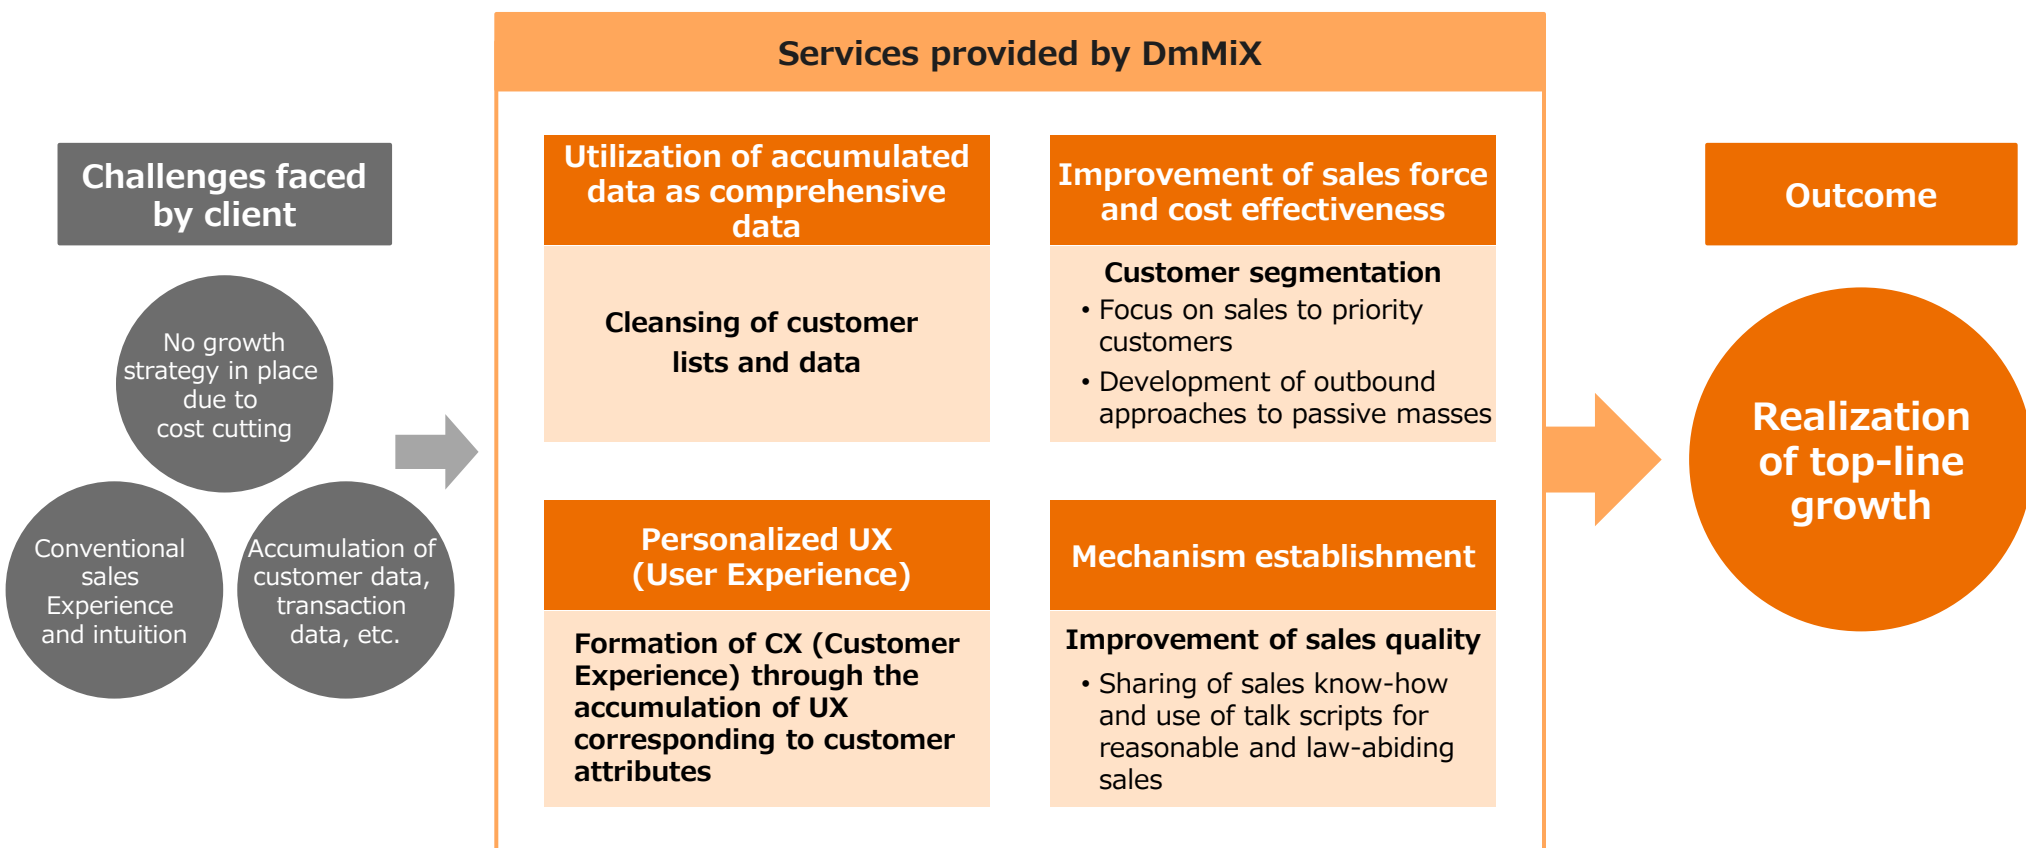 Services provided by DmMiX
Challenges faced
by client
No growth
strategy in place
due to
cost cutting
Conventional
sales
Experience
and intuition
Accumulation of
customer data,
transaction
data, etc.
Utilization of accumulated
data as comprehensive
data
Cleansing of customer
lists and data
Improvement of sales force
and cost effectiveness
Customer segmentation
• Focus on sales to priority
customers
• Development of outbound
approaches to passive masses
Personalized UX
(User Experience)
Formation of CX (Customer
Experience) through the
accumulation of UX
corresponding to customer
attributes
Mechanism establishment
Improvement of sales quality
• Sharing of sales know-how
and use of talk scripts for
reasonable and law-abiding
sales
Outcome
Realization
of top-line
growth